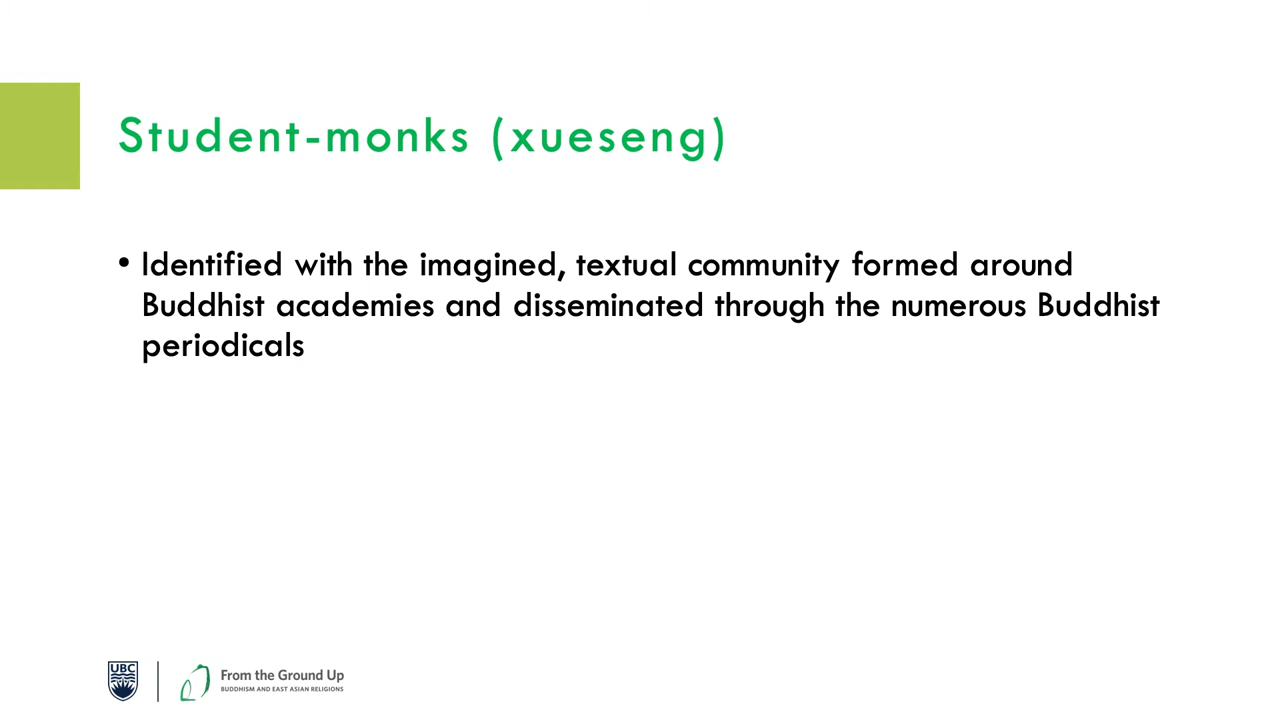 Student-monks (xueseng)
• Identified with the imagined, textual community formed around
Buddhist academies and disseminated through the numerous Buddhist
periodicals
UBC
From the Ground Up
BUDDHISM AND EAST ASIAN RELIGIONS